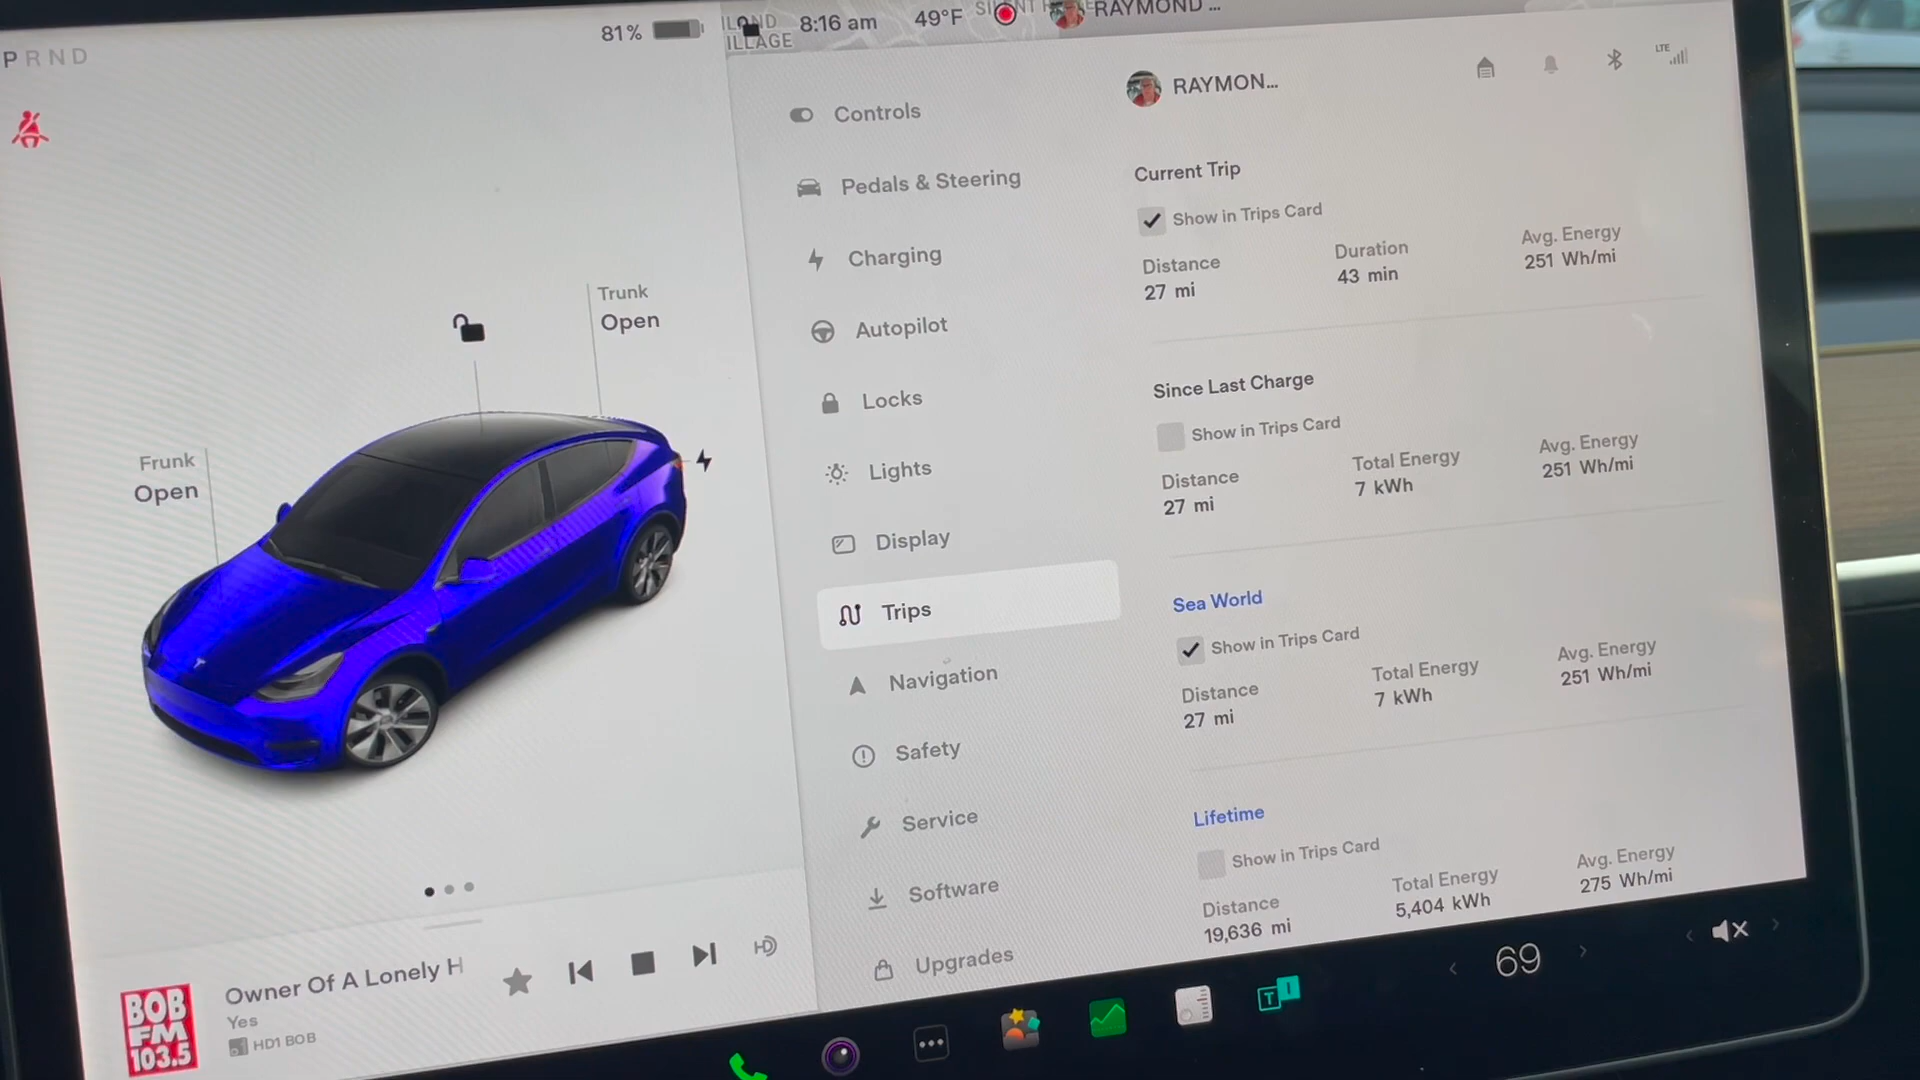 PRND
81%
ILLAGE
8:16 am
49°F
RAYMOND ...
RAYMON...
LTE
Controls
Pedals & Steering
Charging
Autopilot
Locks
Lights
Display
Trips
Navigation
Safety
Service
Software
Upgrades
Trunk
Open
Frunk
Open
Current Trip
Show in Trips Card
Distance
27 mi
Duration
43 min
Avg. Energy
251 Wh/mi
Since Last Charge
Show in Trips Card
Distance
27 mi
Total Energy
7 kWh
Avg. Energy
251 Wh/mi
Sea World
Show in Trips Card
Distance
27 mi
Total Energy
7 kWh
Avg. Energy
251 Wh/mi
Lifetime
Show in Trips Card
Distance
19,636 mi
Total Energy
5,404 kWh
Avg. Energy
275 Wh/mi
BOB
FM
103.5
Owner Of A Lonely H
Yes
HD1 BOB
HD
69
T I